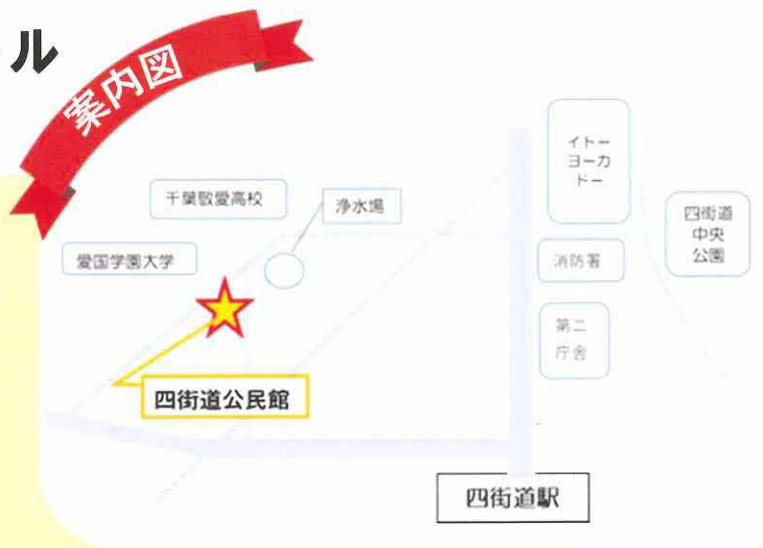 ル
案内図
千葉敬愛高校
浄水場
愛国学園大学
イトー
ヨーカ
ドー
四街道
中央
公園
消防署
第二
庁舎
四街道公民館
四街道駅